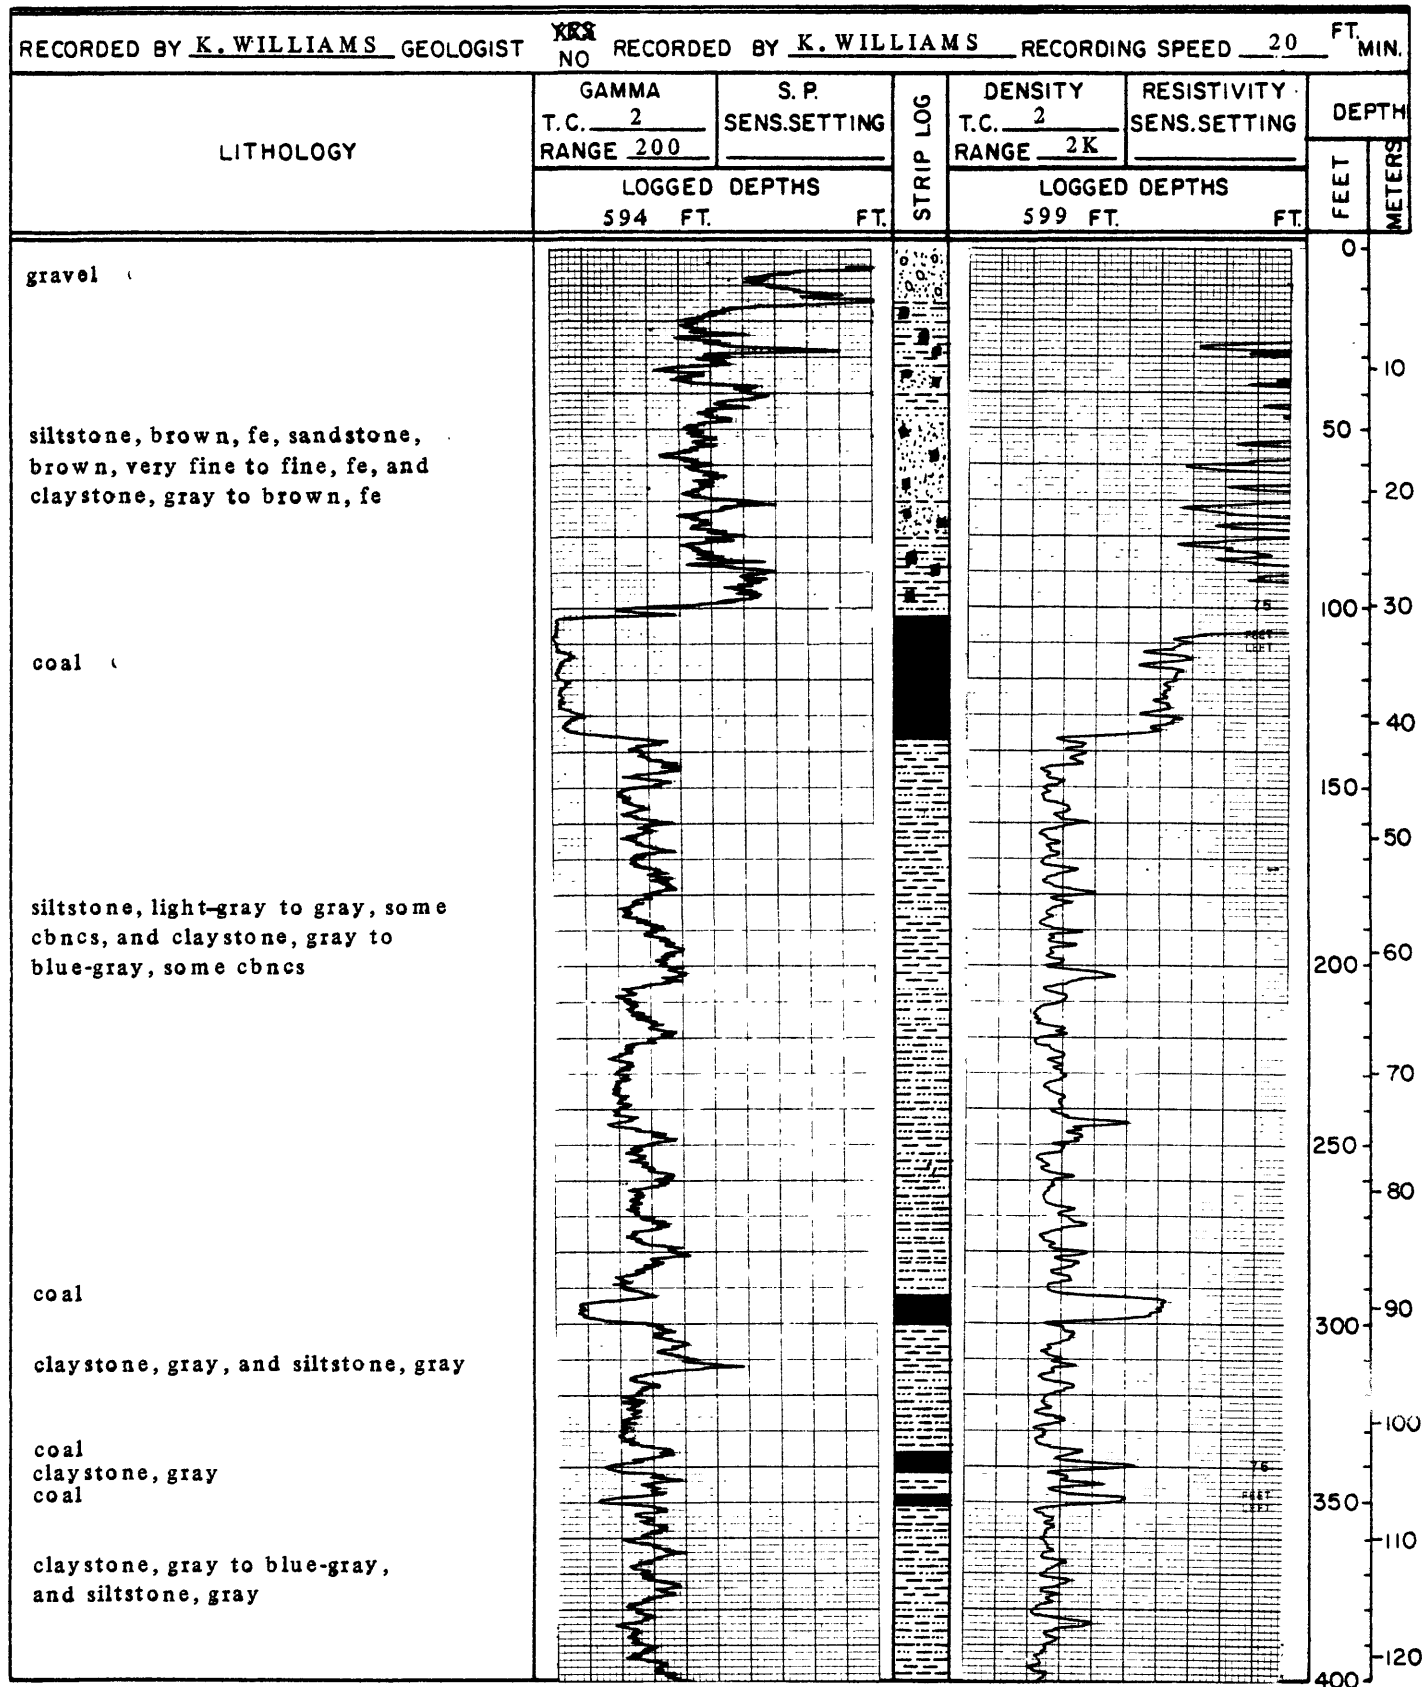 RECORDED BY K. WILLIAMS GEOLOGIST YES NO RECORDED BY K. WILLIAMS RECORDING SPEED 20 FT. MIN.
LITHOLOGY
GAMMA
T.C. 2
RANGE 200
S. P.
SENS. SETTING
LOGGED DEPTHS
594 FT. FT.
STRIP LOG
DENSITY
T.C. 2
RANGE 2K
RESISTIVITY
SENS. SETTING
LOGGED DEPTHS
599 FT. FT.
DEPTH
FEET
METERS
gravel
siltstone, brown, fe, sandstone,
brown, very fine to fine, fe, and
claystone, gray to brown, fe
coal
siltstone, light-gray to gray, some
cbncs, and claystone, gray to
blue-gray, some cbncs
coal
claystone, gray, and siltstone, gray
coal
claystone, gray
coal
claystone, gray to blue-gray,
and siltstone, gray
75
FEET
76
FEET
0
10
50
20
100 30
40
150
50
200 60
70
250
80
90
300
100
350
110
120
400